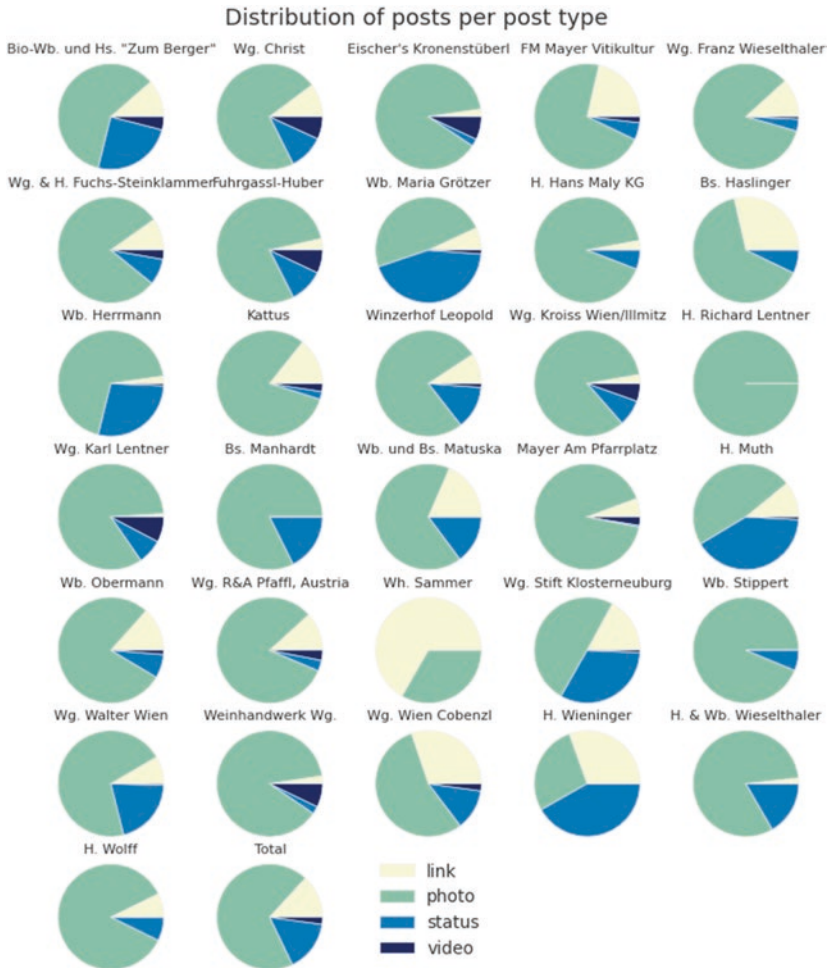 Distribution of posts per post type
Bio-Wb. und Hs. "Zum Berger" Wg. Christ Eischer's Kronenstüberl FM Mayer Vitikultur Wg. Franz Wieselthaler
Wg. & H. Fuchs-Steinklammer Fuhrgassl-Huber Wb. Maria Grötzer H. Hans Maly KG Bs. Haslinger
Wb. Herrmann Kattus Winzerhof Leopold Wg. Kroiss Wien/Illmitz H. Richard Lentner
Wg. Karl Lentner Bs. Manhardt Wb. und Bs. Matuska Mayer Am Pfarrplatz H. Muth
Wb. Obermann Wg. R&A Pfaffl, Austria Wh. Sammer Wg. Stift Klosterneuburg Wb. Stippert
Wg. Walter Wien Weinhandwerk Wg. Wg. Wien Cobenzl H. Wieninger H. & Wb. Wieselthaler
H. Wolff Total
link
photo
status
video